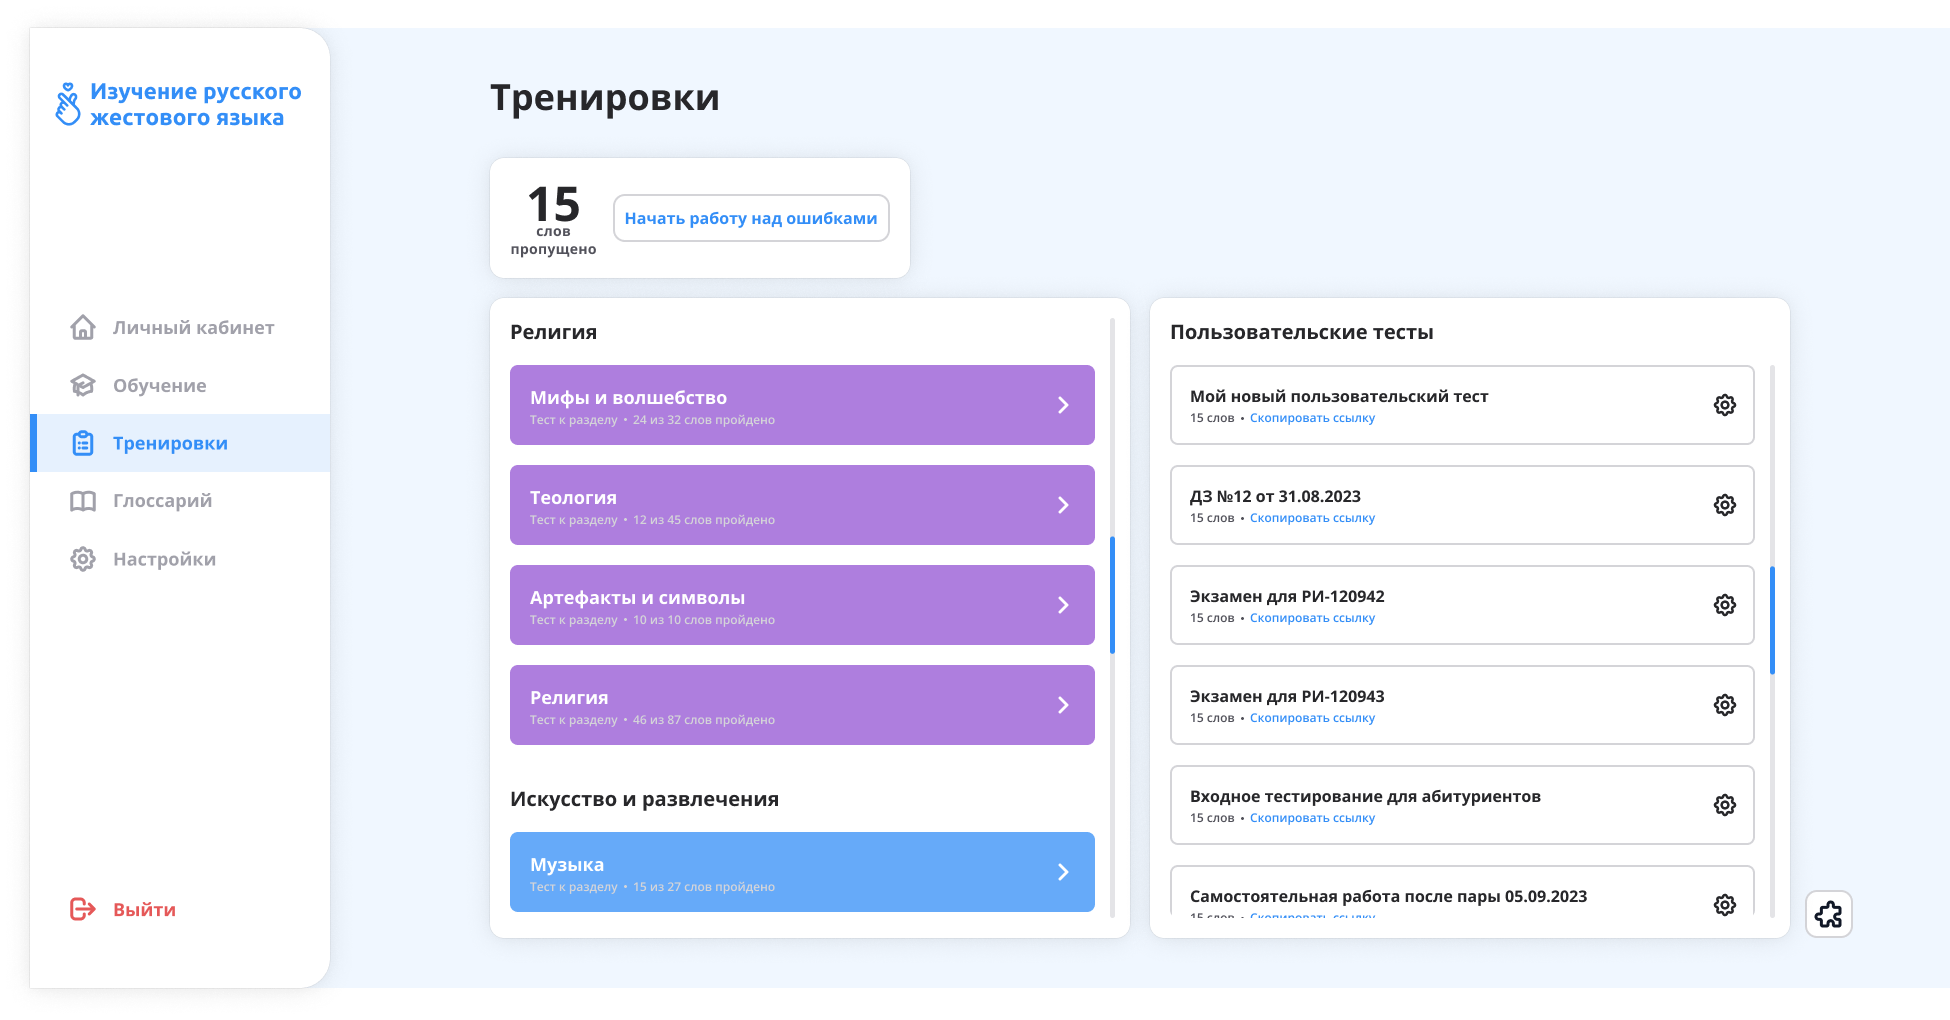 Изучение русского
жестового языка
Личный кабинет
Обучение
Тренировки
Глоссарий
Настройки
Выйти
Тренировки
15
слов
пропущено
Начать работу над ошибками
Религия
Мифы и волшебство
Тест к разделу • 24 из 32 слов пройдено
Теология
Тест к разделу • 12 из 45 слов пройдено
Артефакты и символы
Тест к разделу • 10 из 10 слов пройдено
Религия
Тест к разделу • 46 из 87 слов пройдено
Искусство и развлечения
Музыка
Тест к разделу • 15 из 27 слов пройдено
Пользовательские тесты
Мой новый пользовательский тест
15 слов • Скопировать ссылку
ДЗ №12 от 31.08.2023
15 слов • Скопировать ссылку
Экзамен для РИ-120942
15 слов • Скопировать ссылку
Экзамен для РИ-120943
15 слов • Скопировать ссылку
Входное тестирование для абитуриентов
15 слов • Скопировать ссылку
Самостоятельная работа после пары 05.09.2023
15 слов • Скопировать ссылку